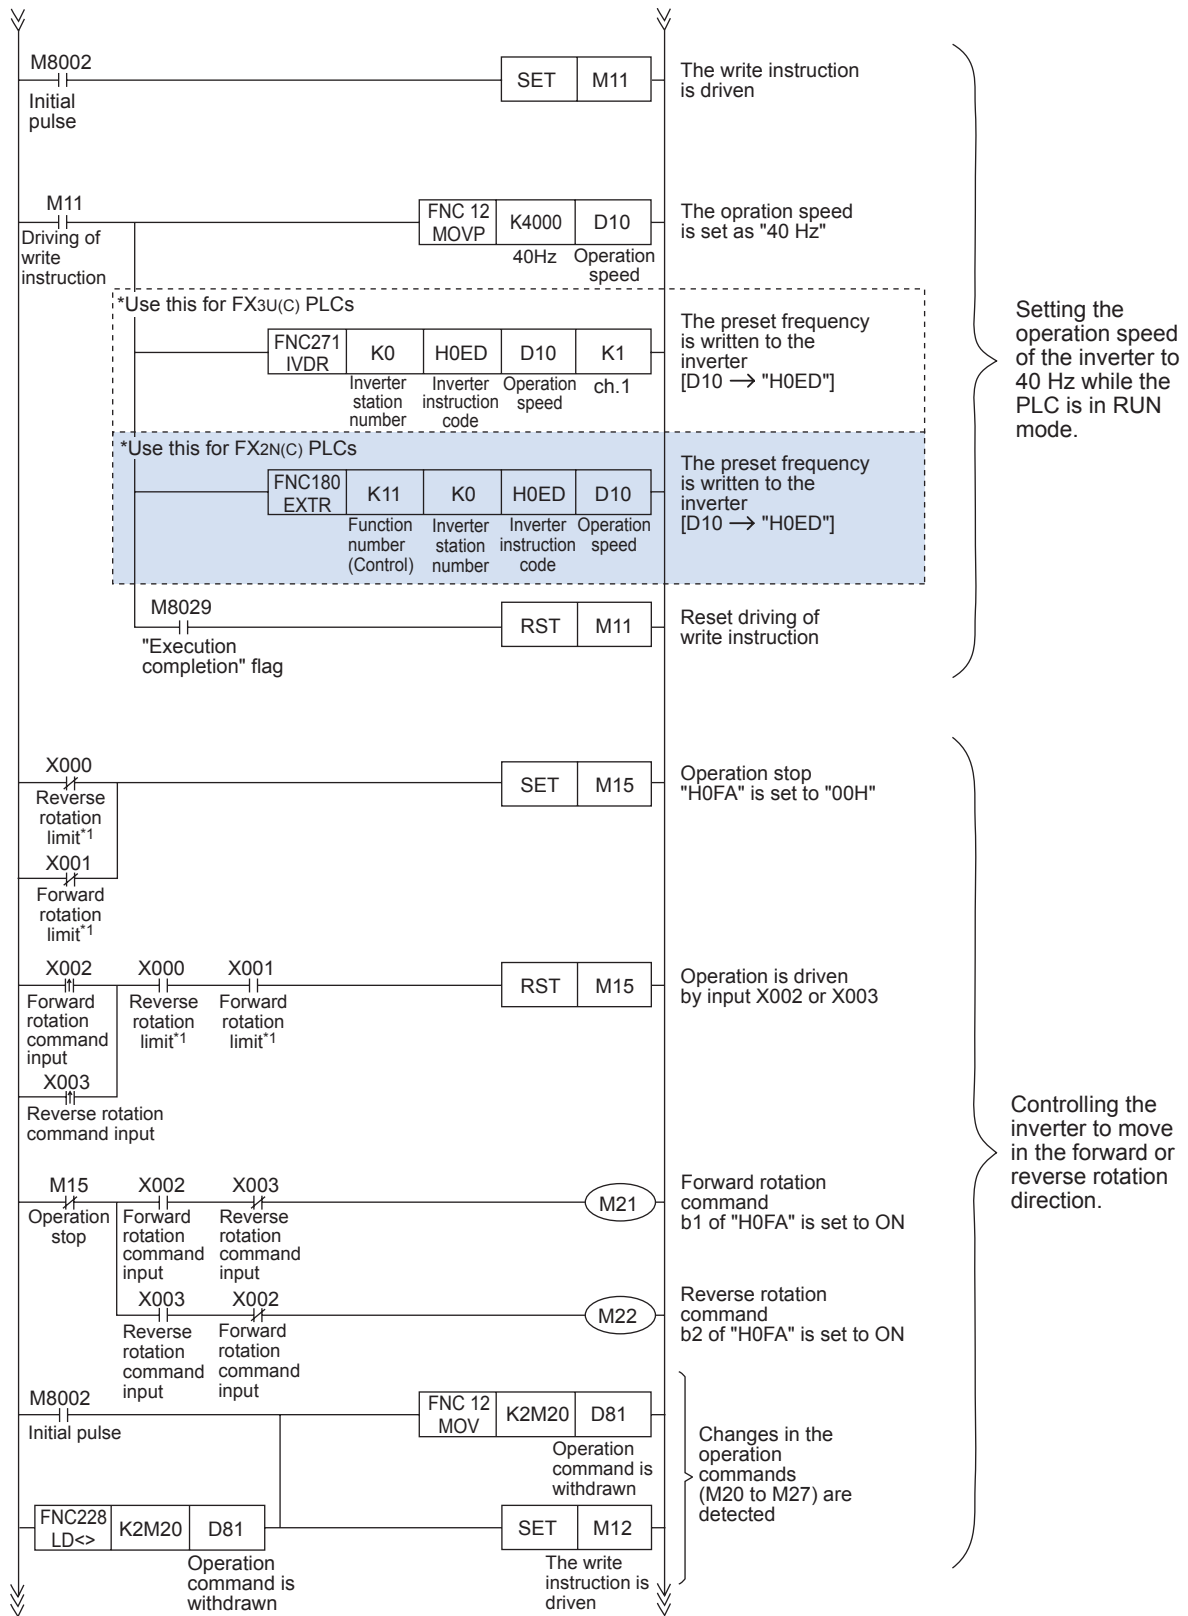 M8002
Initial
pulse
SET M11
The write instruction
is driven
M11
Driving of
write
instruction
FNC 12
MOVP
K4000 D10
40Hz
Operation
speed
The opration speed
is set as "40 Hz"
*Use this for FX3U(C) PLCs
FNC271
IVDR
K0 H0ED D10 K1
Inverter
station
number
Inverter
instruction
code
Operation
speed
ch.1
The preset frequency
is written to the
inverter
[D10 → "H0ED"]
*Use this for FX2N(C) PLCs
FNC180
EXTR
K11 K0 H0ED D10
Function
number
(Control)
Inverter
station
number
Inverter
instruction
code
Operation
speed
The preset frequency
is written to the
inverter
[D10 → "H0ED"]
M8029
"Execution
completion" flag
RST M11
Reset driving of
write instruction
Setting the
operation speed
of the inverter to
40 Hz while the
PLC is in RUN
mode.
X000
Reverse
rotation
limit*1
X001
Forward
rotation
limit*1
SET M15
Operation stop
"H0FA" is set to "00H"
X002 X000 X001
Forward
rotation
command
input
Reverse
rotation
limit*1
Forward
rotation
limit*1
X003
Reverse rotation
command input
RST M15
Operation is driven
by input X002 or X003
M15 X002 X003
Operation
stop
Forward
rotation
command
input
Reverse
rotation
command
input
M21
Forward rotation
command
b1 of "H0FA" is set to ON
X003 X002
Reverse
rotation
command
input
Forward
rotation
command
input
M22
Reverse rotation
command
b2 of "H0FA" is set to ON
Controlling the
inverter to move
in the forward or
reverse rotation
direction.
M8002
Initial pulse
FNC 12
MOV
K2M20 D81
Operation
command is
withdrawn
FNC228
LD<>
K2M20 D81
Operation
command is
withdrawn
SET M12
The write
instruction is
driven
Changes in the
operation
commands
(M20 to M27) are
detected